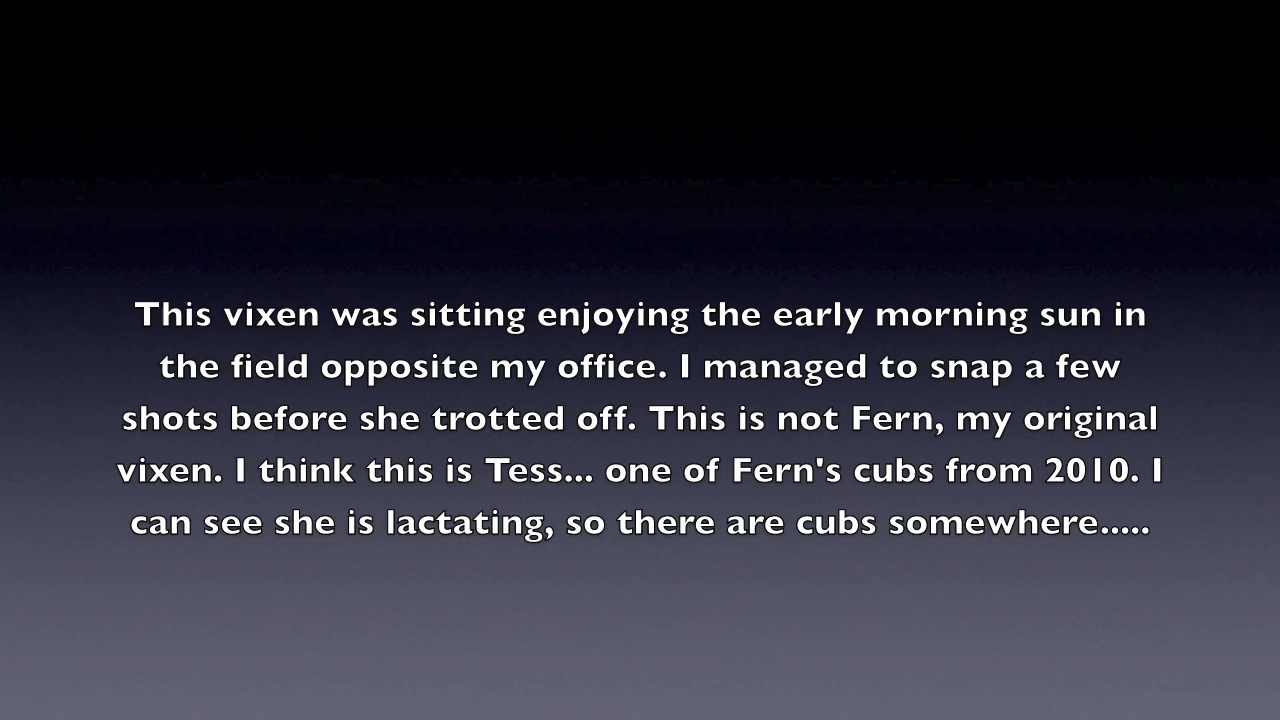 This vixen was sitting enjoying the early morning sun in
the field opposite my office. I managed to snap a few
shots before she trotted off. This is not Fern, my original
vixen. I think this is Tess... one of Fern's cubs from 2010. I
can see she is lactating, so there are cubs somewhere.....